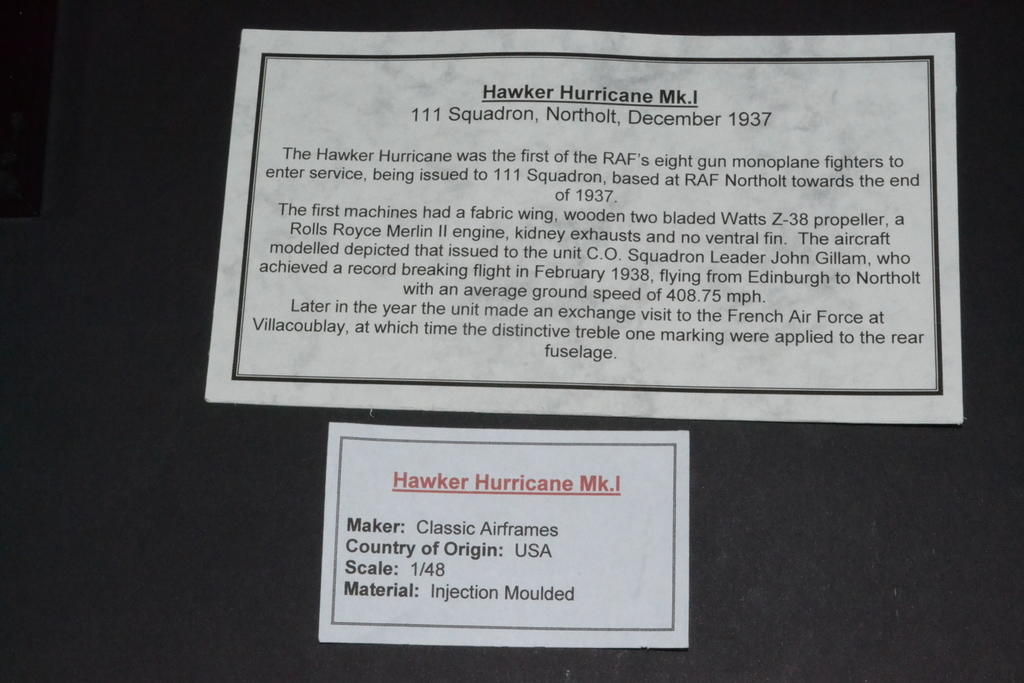 Hawker Hurricane Mk.I
111 Squadron, Northolt, December 1937
The Hawker Hurricane was the first of the RAF's eight gun monoplane fighters to
enter service, being issued to 111 Squadron, based at RAF Northolt towards the end
of 1937.
The first machines had a fabric wing, wooden two bladed Watts Z-38 propeller, a
Rolls Royce Merlin II engine, kidney exhausts and no ventral fin. The aircraft
modelled depicted that issued to the unit C.O. Squadron Leader John Gillam, who
achieved a record breaking flight in February 1938, flying from Edinburgh to Northolt
with an average ground speed of 408.75 mph.
Later in the year the unit made an exchange visit to the French Air Force at
Villacoublay, at which time the distinctive treble one marking were applied to the rear
fuselage.
Hawker Hurricane Mk.I
Maker: Classic Airframes
Country of Origin: USA
Scale: 1/48
Material: Injection Moulded